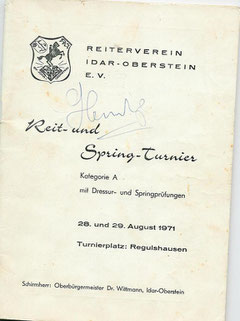 REITERVEREIN
IDAR-OBERSTEIN
E.V.
Reit- und
Spring-Turnier
Kategorie A
mit Dressur- und Springprüfungen
28. und 29. August 1971
Turnierplatz: Regulshausen
Schirmherr: Oberbürgermeister Dr. Wittmann, Idar-Oberstein